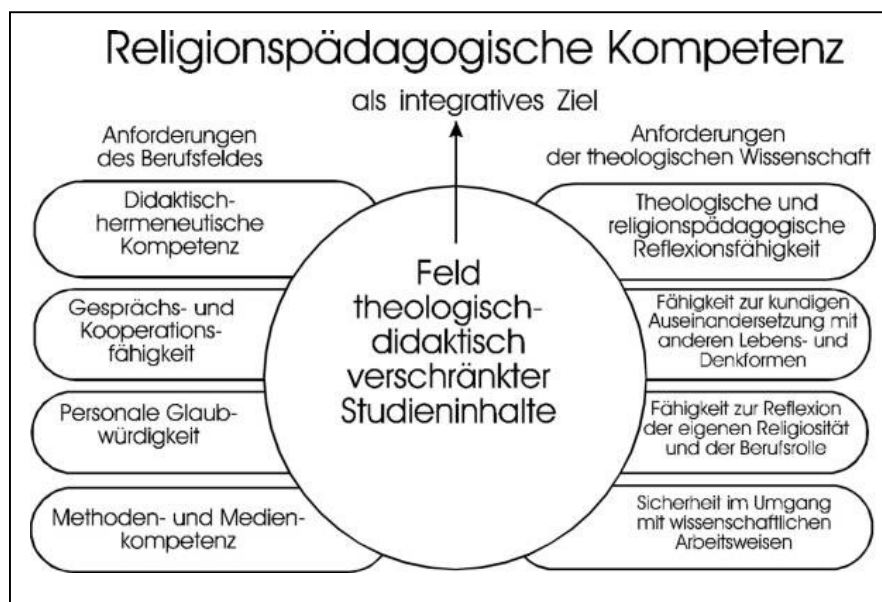 Religionspädagogische Kompetenz
als integratives Ziel
Anforderungen
des Berufsfeldes
Didaktisch-
hermeneutische
Kompetenz
Gesprächs- und
Kooperations-
fähigkeit
Personale Glaub-
würdigkeit
Methoden- und Medien-
kompetenz
Feld
theologisch-
didaktisch
verschränkter
Studieninhalte
Anforderungen
der theologischen Wissenschaft
Theologische und
religionspädagogische
Reflexionsfähigkeit
Fähigkeit zur kundigen
Auseinandersetzung mit
anderen Lebens- und
Denkformen
Fähigkeit zur Reflexion
der eigenen Religiosität
und der Berufsrolle
Sicherheit im Umgang
mit wissenschaftlichen
Arbeitsweisen